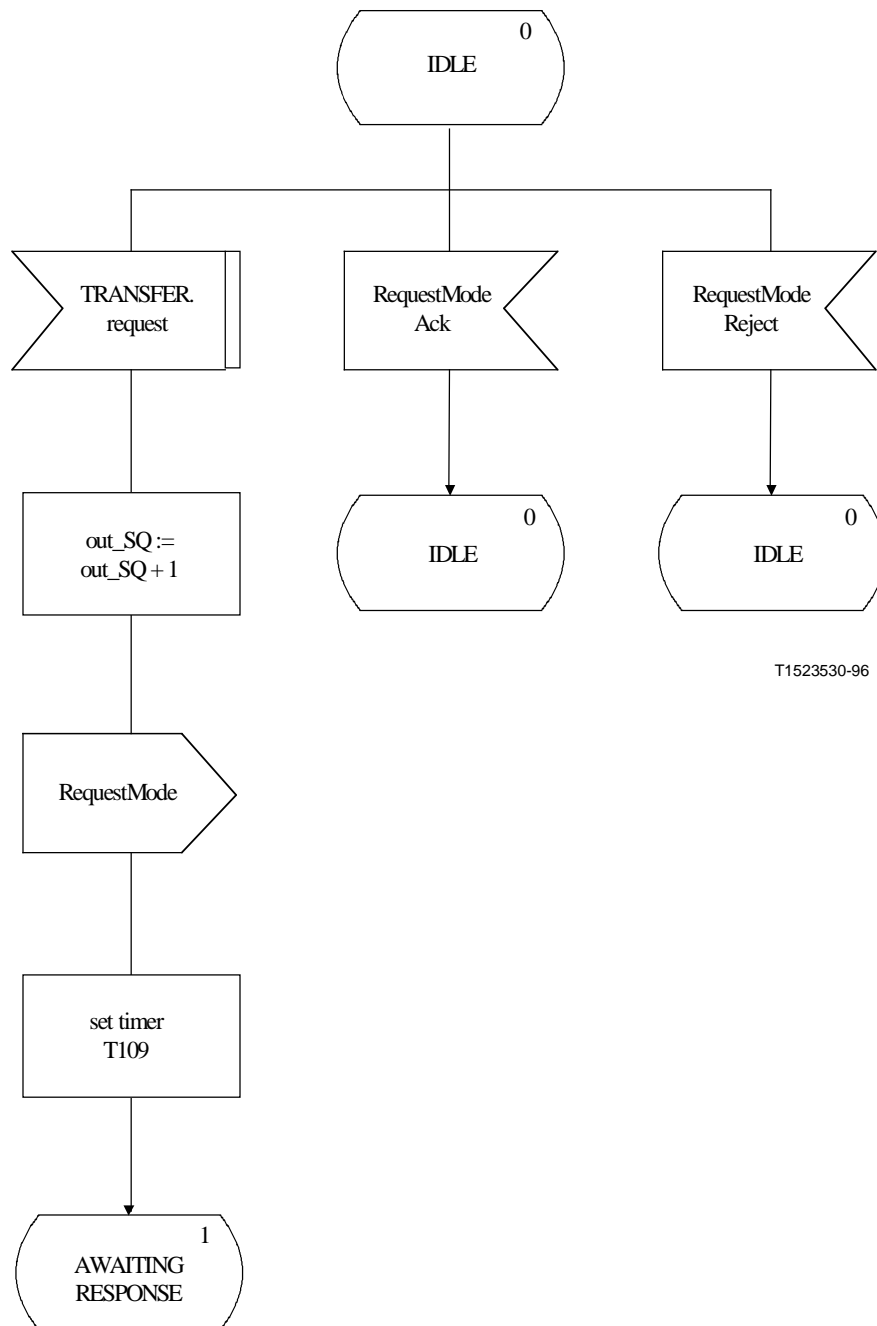 0
IDLE
TRANSFER.
request
RequestMode
Ack
RequestMode
Reject
out_SQ :=
out_SQ + 1
0
IDLE
0
IDLE
T1523530-96
RequestMode
set timer
T109
1
AWAITING
RESPONSE